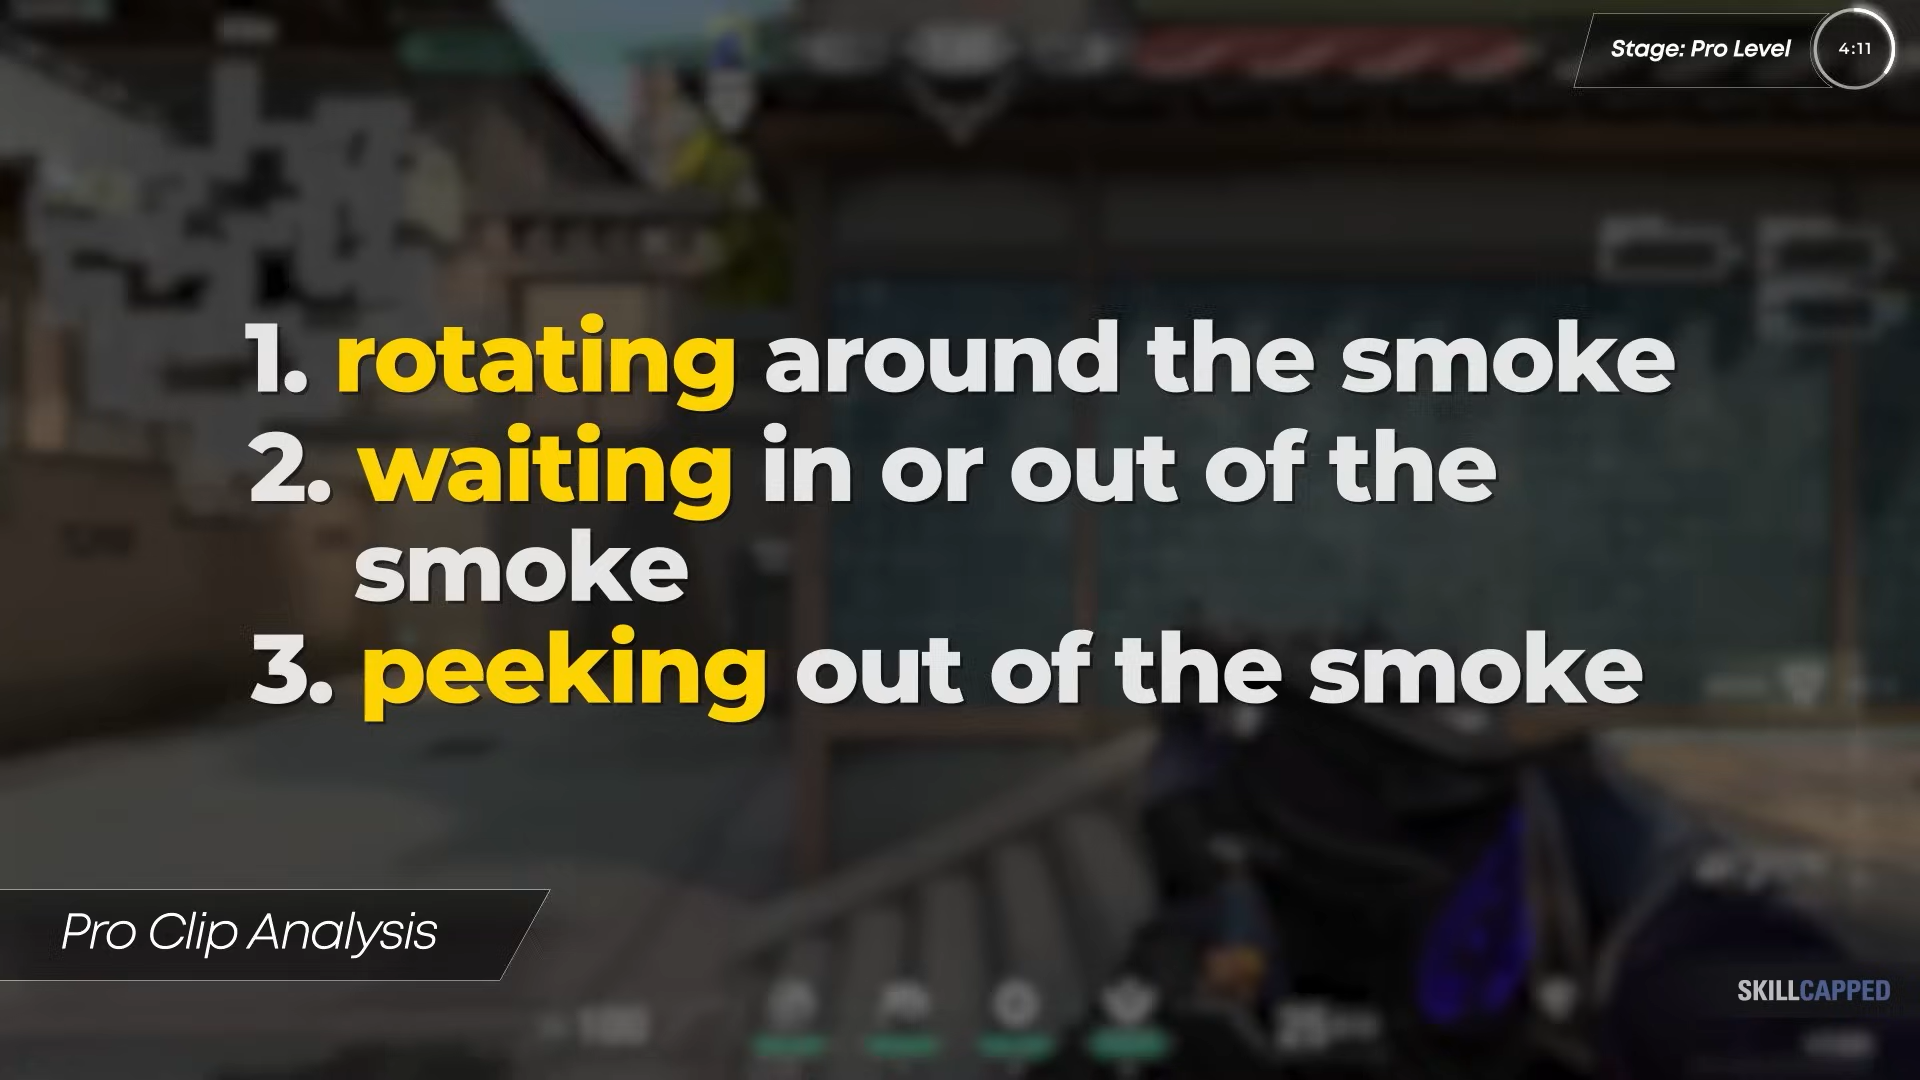 Stage: Pro Level
4:11
1. rotating around the smoke
2. waiting in or out of the
smoke
3. peeking out of the smoke
Pro Clip Analysis
SKILLCAPPED
100